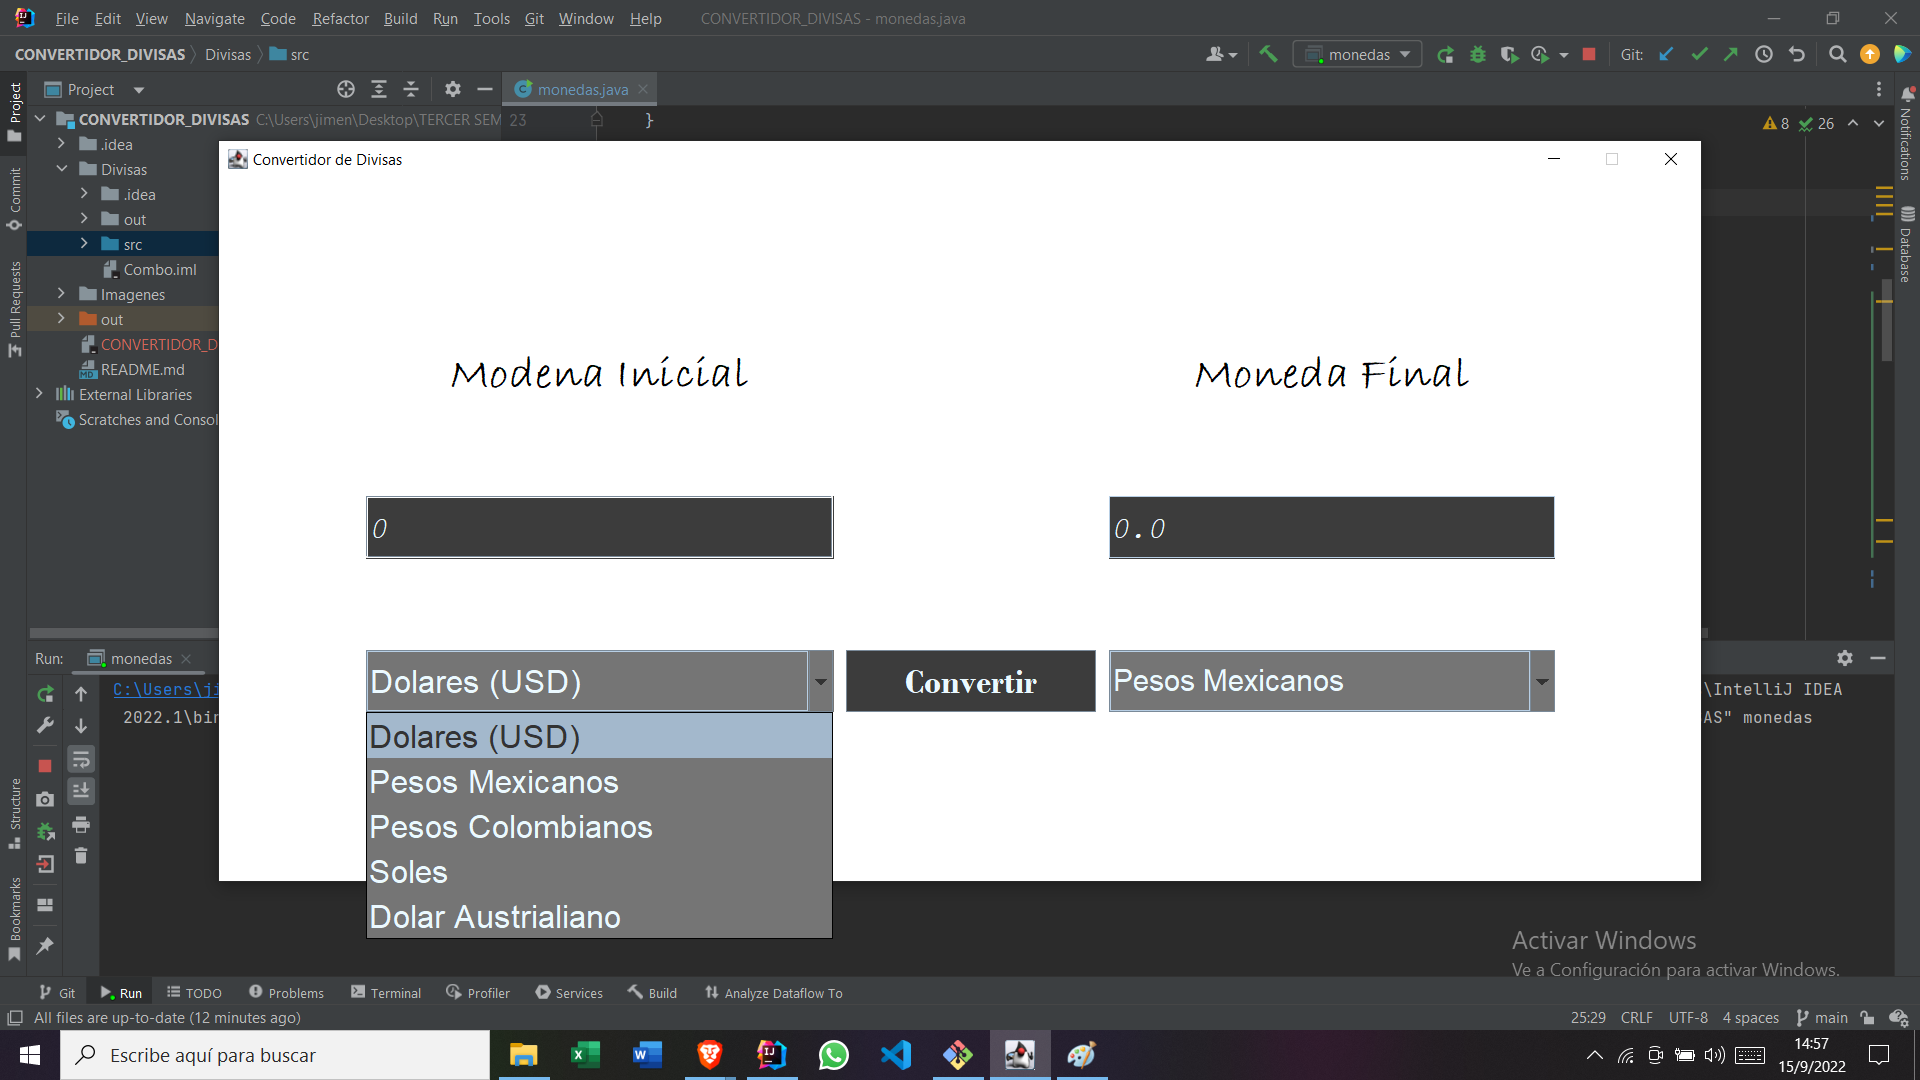 File Edit View Navigate Code Refactor Build Run Tools Git Window Help CONVERTIDOR_DIVISAS - monedas.java
CONVERTIDOR_DIVISAS Divisas src monedas Git:
Project monedas.java
CONVERTIDOR_DIVISAS C:\Users\jimen\Desktop\TERCER SEM 23 } 8 26
.idea
Divisas
.idea
out
src
Combo.iml
Imagenes
out
CONVERTIDOR_D
README.md
External Libraries
Scratches and Consol
Project
Commit
Pull Requests
Structure
Bookmarks
Notifications
Database
Convertidor de Divisas
Modena Inicial Moneda Final
0 0.0
Dolares (USD) Convertir Pesos Mexicanos
Dolares (USD)
Pesos Mexicanos
Pesos Colombianos
Soles
Dolar Austrialiano
Run: monedas
C:\Users\ji \IntelliJ IDEA
2022.1\bin AS" monedas
Activar Windows
Ve a Configuración para activar Windows.
Git Run TODO Problems Terminal Profiler Services Build Analyze Dataflow To
All files are up-to-date (12 minutes ago) 25:29 CRLF UTF-8 4 spaces main
Escribe aquí para buscar
14:57
15/9/2022